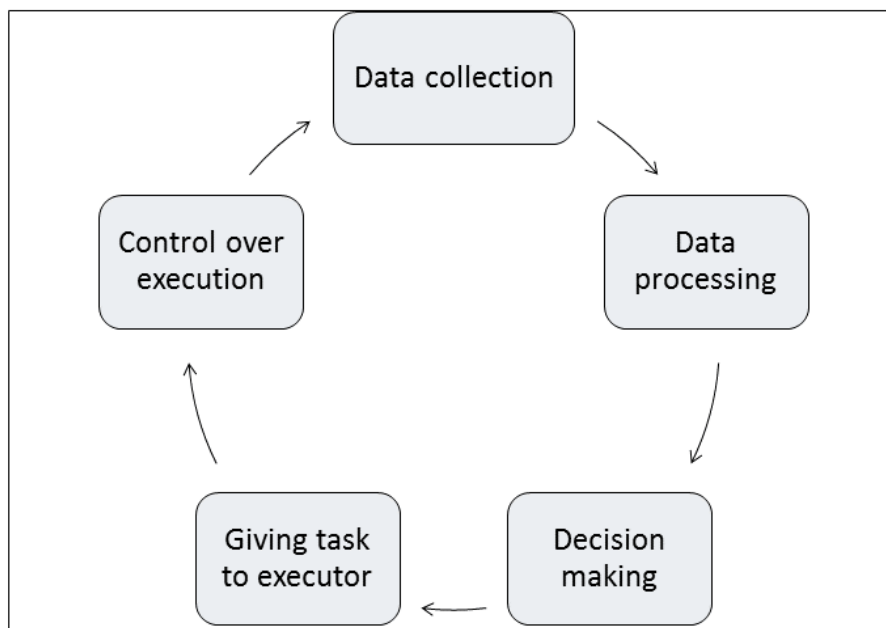 Data collection
Data
processing
Decision
making
Giving task
to executor
Control over
execution